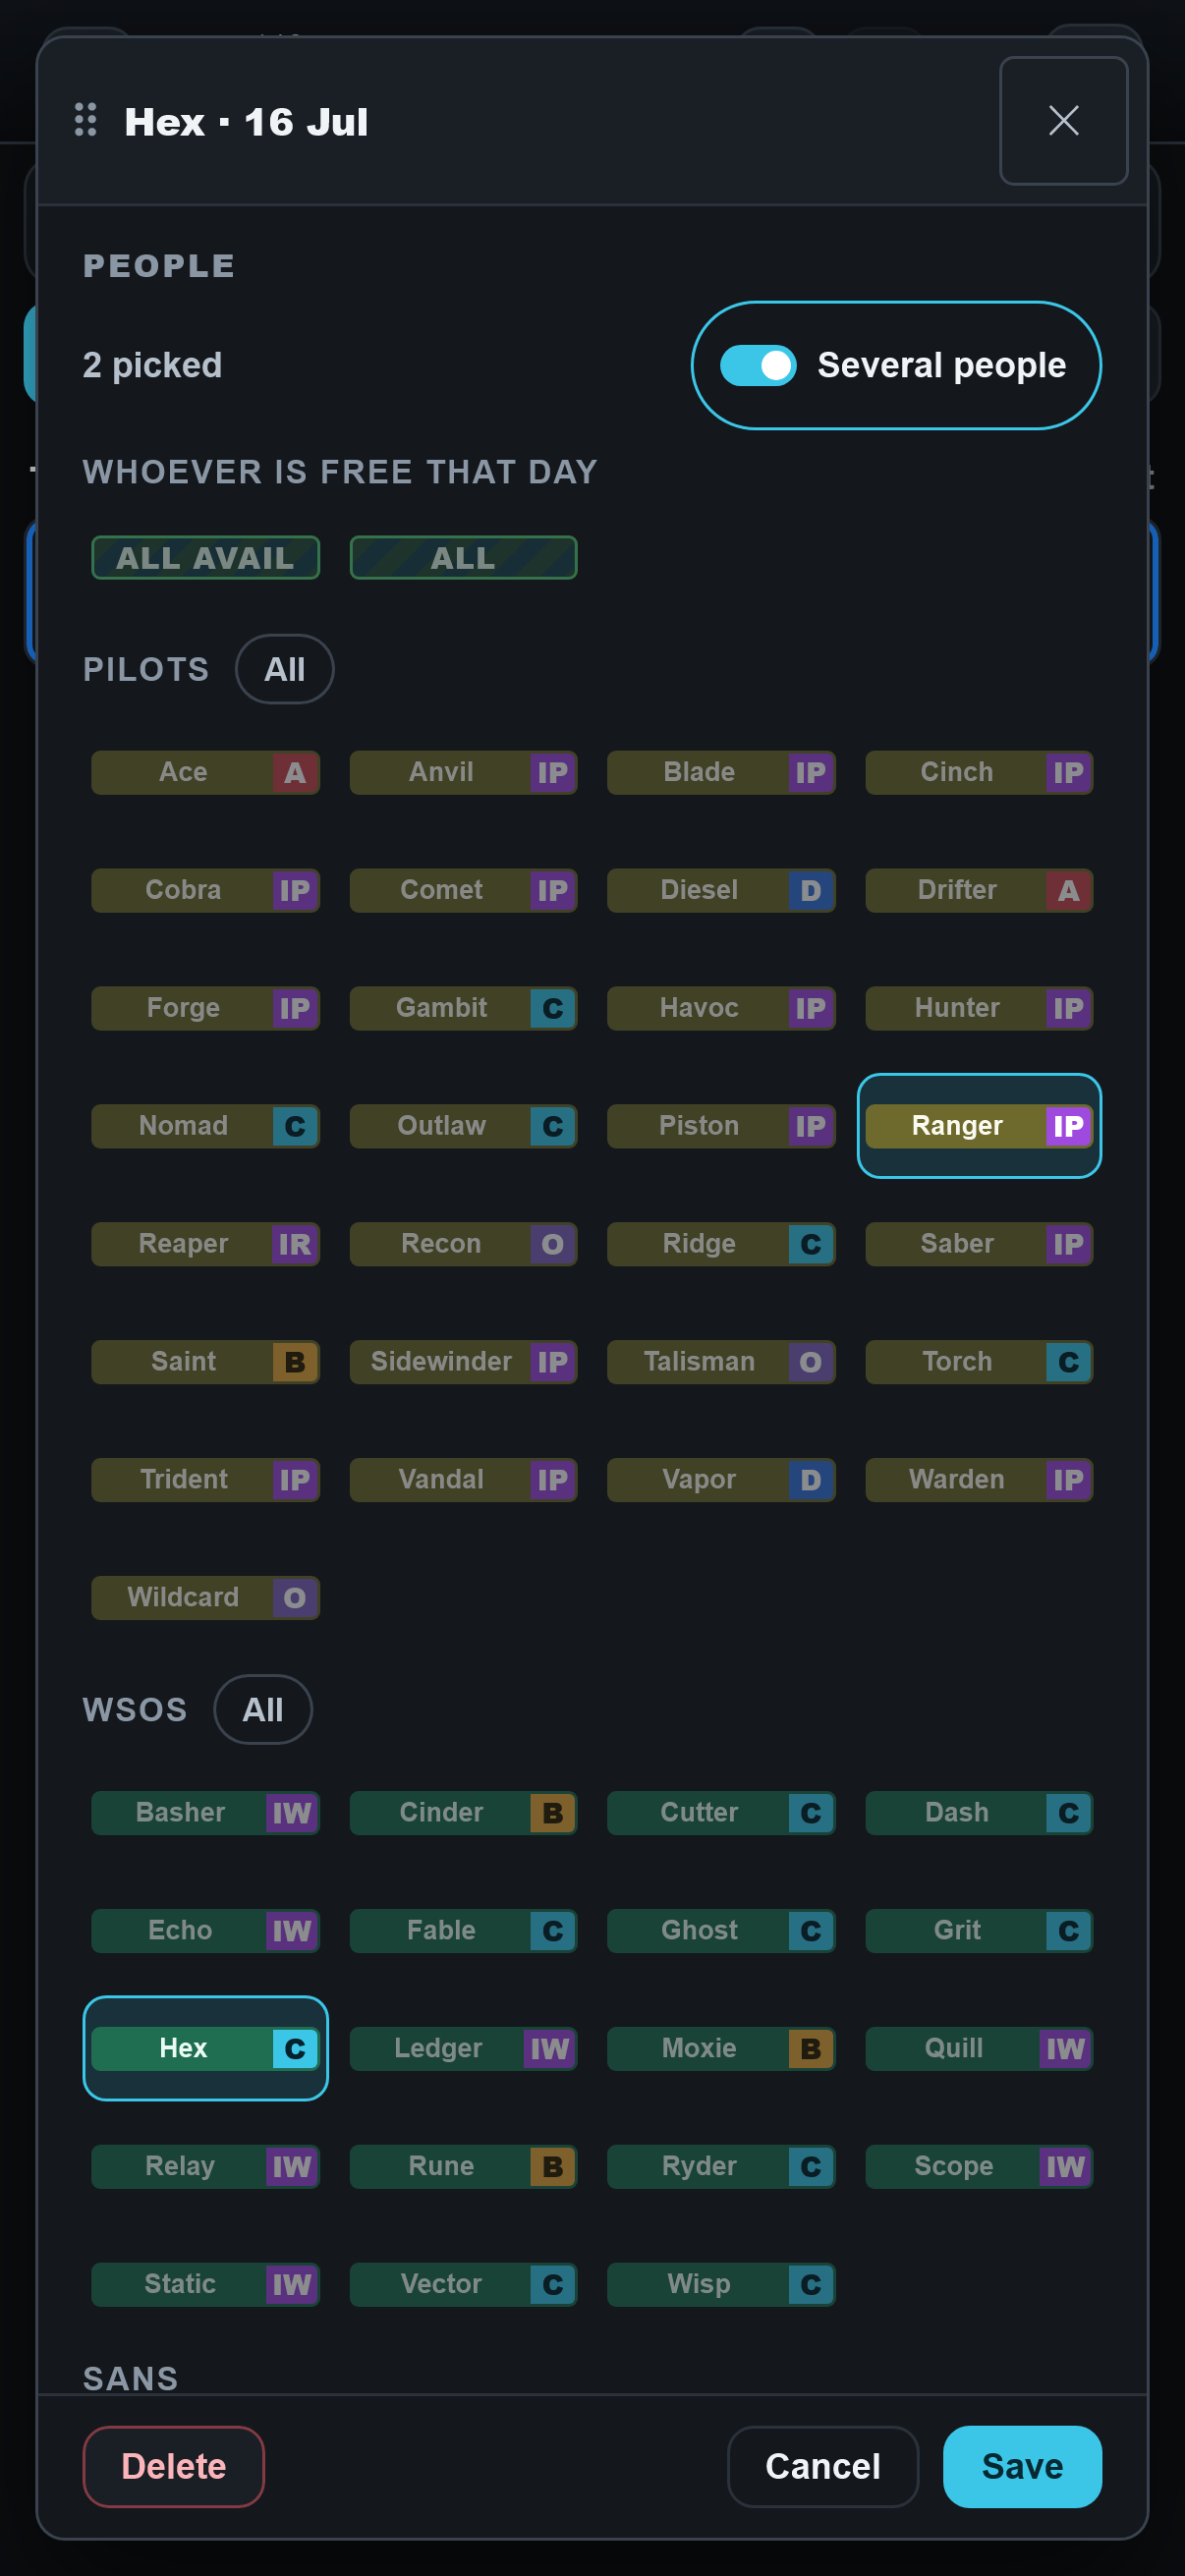 Hex · 16 Jul
PEOPLE
2 picked
Several people
WHOEVER IS FREE THAT DAY
ALL AVAIL ALL
PILOTS All
Ace A Anvil IP Blade IP Cinch IP
Cobra IP Comet IP Diesel D Drifter A
Forge IP Gambit C Havoc IP Hunter IP
Nomad C Outlaw C Piston IP Ranger IP
Reaper IR Recon O Ridge C Saber IP
Saint B Sidewinder IP Talisman O Torch C
Trident IP Vandal IP Vapor D Warden IP
Wildcard O
WSOS All
Basher IW Cinder B Cutter C Dash C
Echo IW Fable C Ghost C Grit C
Hex C Ledger IW Moxie B Quill IW
Relay IW Rune B Ryder C Scope IW
Static IW Vector C Wisp C
SANS
Delete Cancel Save